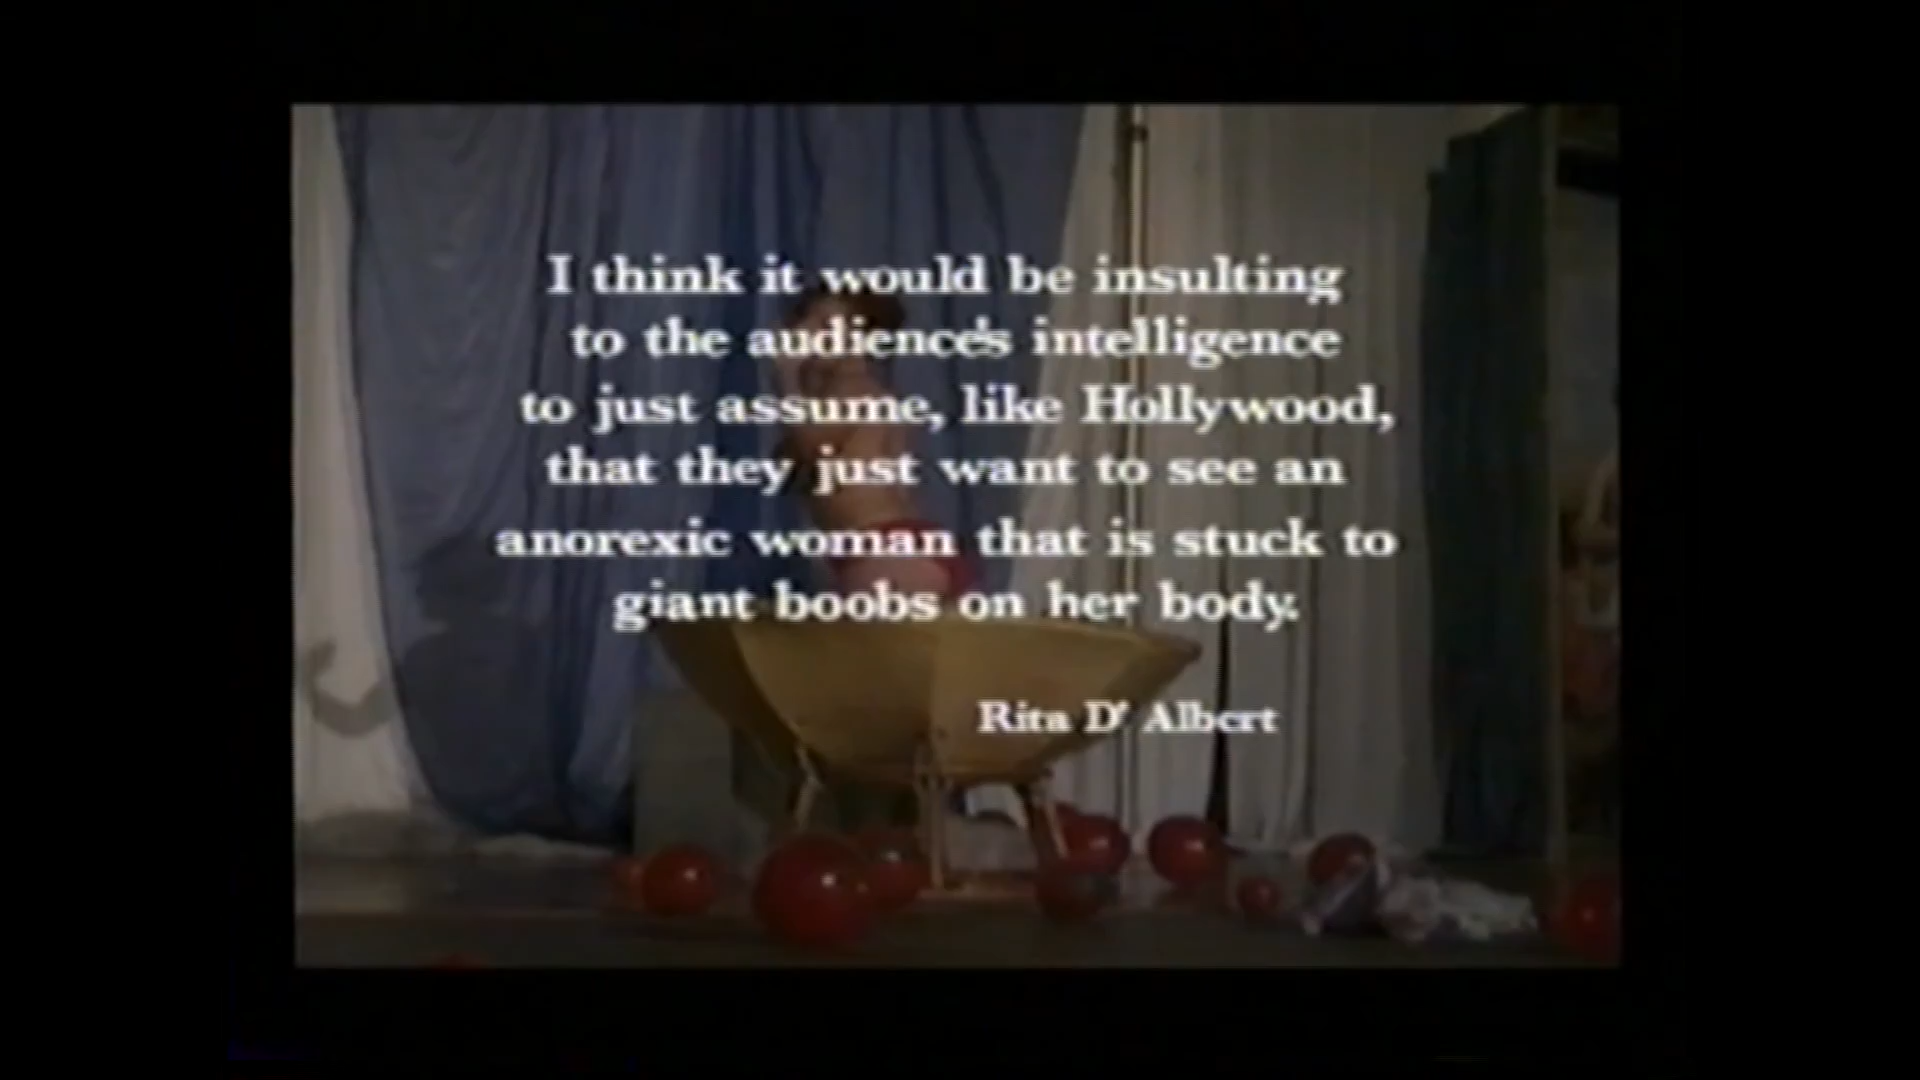 I think it would be insulting
to the audience's intelligence
to just assume, like Hollywood,
that they just want to see an
anorexic woman that is stuck to
giant boobs on her body.
Rita D' Albert